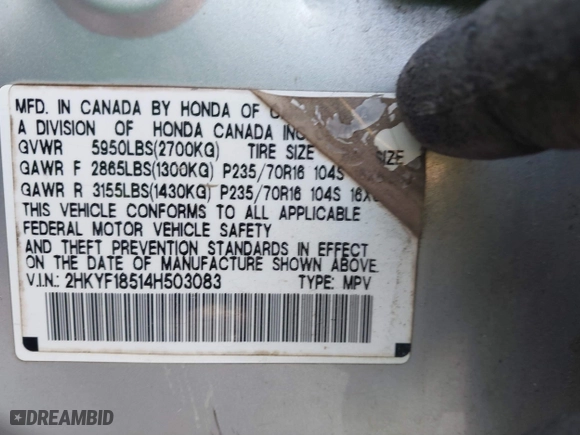 MFD. IN CANADA BY HONDA OF
A DIVISION OF HONDA CANADA INC
GVWR 5950LBS(2700KG) TIRE SIZE SIZE
GAWR F 2865LBS(1300KG) P235/70R16 104S
GAWR R 3155LBS(1430KG) P235/70R16 104S
THIS VEHICLE CONFORMS TO ALL APPLICABLE
FEDERAL MOTOR VEHICLE SAFETY
AND THEFT PREVENTION STANDARDS IN EFFECT
ON THE DATE OF MANUFACTURE SHOWN ABOVE.
V.I.N.: 2HKYF18514H503083 TYPE: MPV
DREAMBID